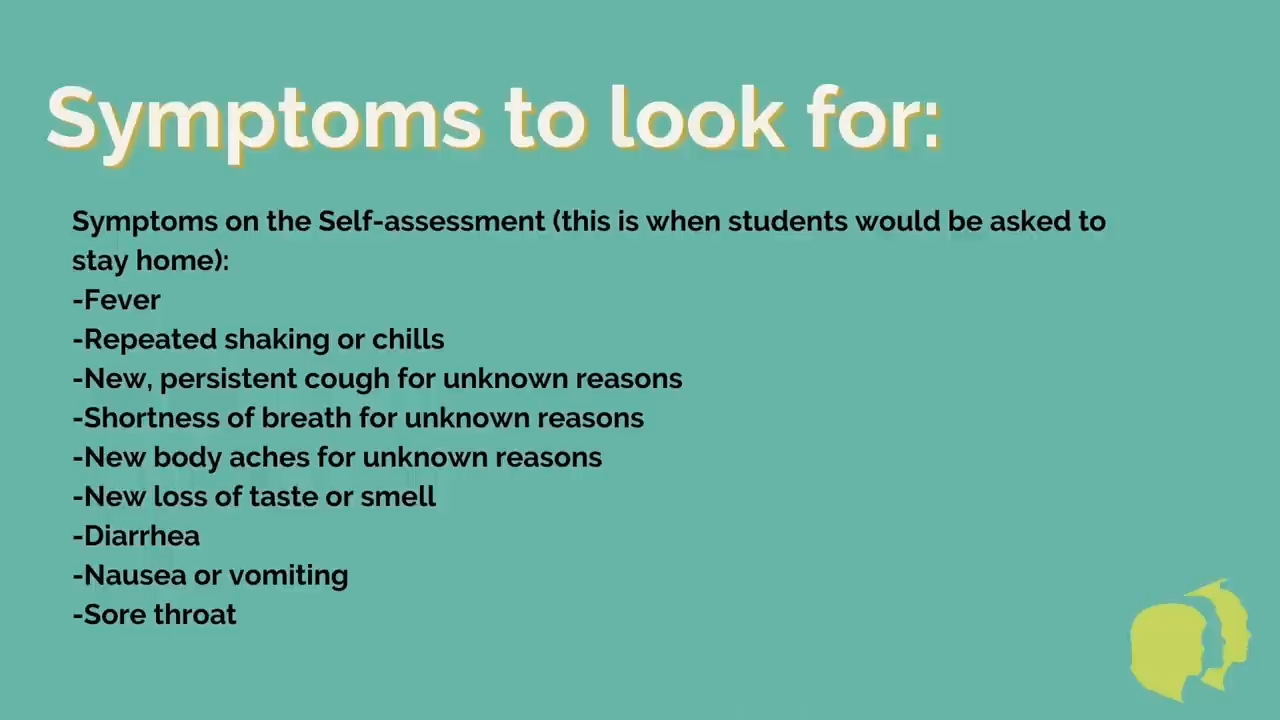 Symptoms to look for:
Symptoms on the Self-assessment (this is when students would be asked to
stay home):
-Fever
-Repeated shaking or chills
-New, persistent cough for unknown reasons
-Shortness of breath for unknown reasons
-New body aches for unknown reasons
-New loss of taste or smell
-Diarrhea
-Nausea or vomiting
-Sore throat